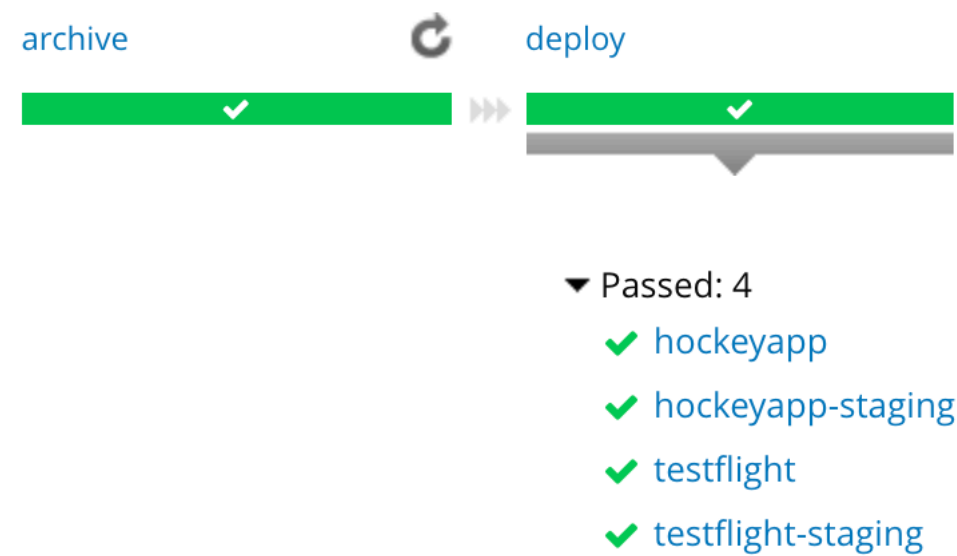 archive
deploy
Passed: 4
hockeyapp
hockeyapp-staging
testflight
testflight-staging